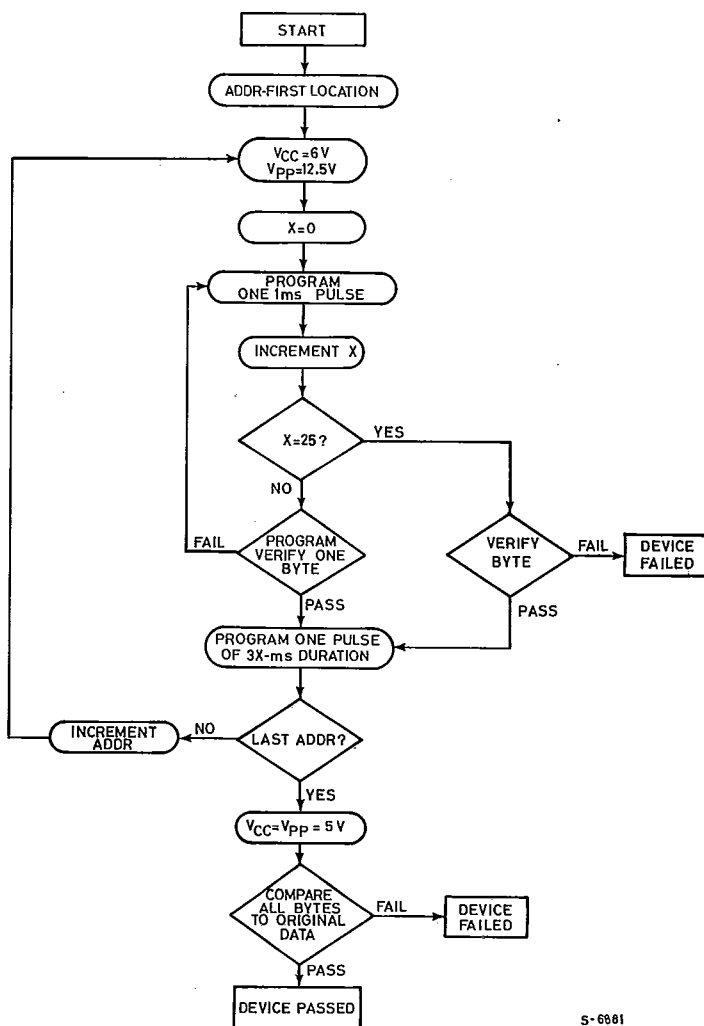 START
ADDR-FIRST LOCATION
VCC=6V
VPP=12.5V
X=0
PROGRAM
ONE 1ms PULSE
INCREMENT X
X=25?
YES
NO
FAIL
PROGRAM
VERIFY ONE
BYTE
VERIFY
BYTE
FAIL
DEVICE
FAILED
PASS
PASS
PROGRAM ONE PULSE
OF 3X-ms DURATION
INCREMENT
ADDR
NO
LAST ADDR?
YES
VCC=VPP=5V
COMPARE
ALL BYTES
TO ORIGINAL
DATA
FAIL
DEVICE
FAILED
PASS
DEVICE PASSED
S-6881